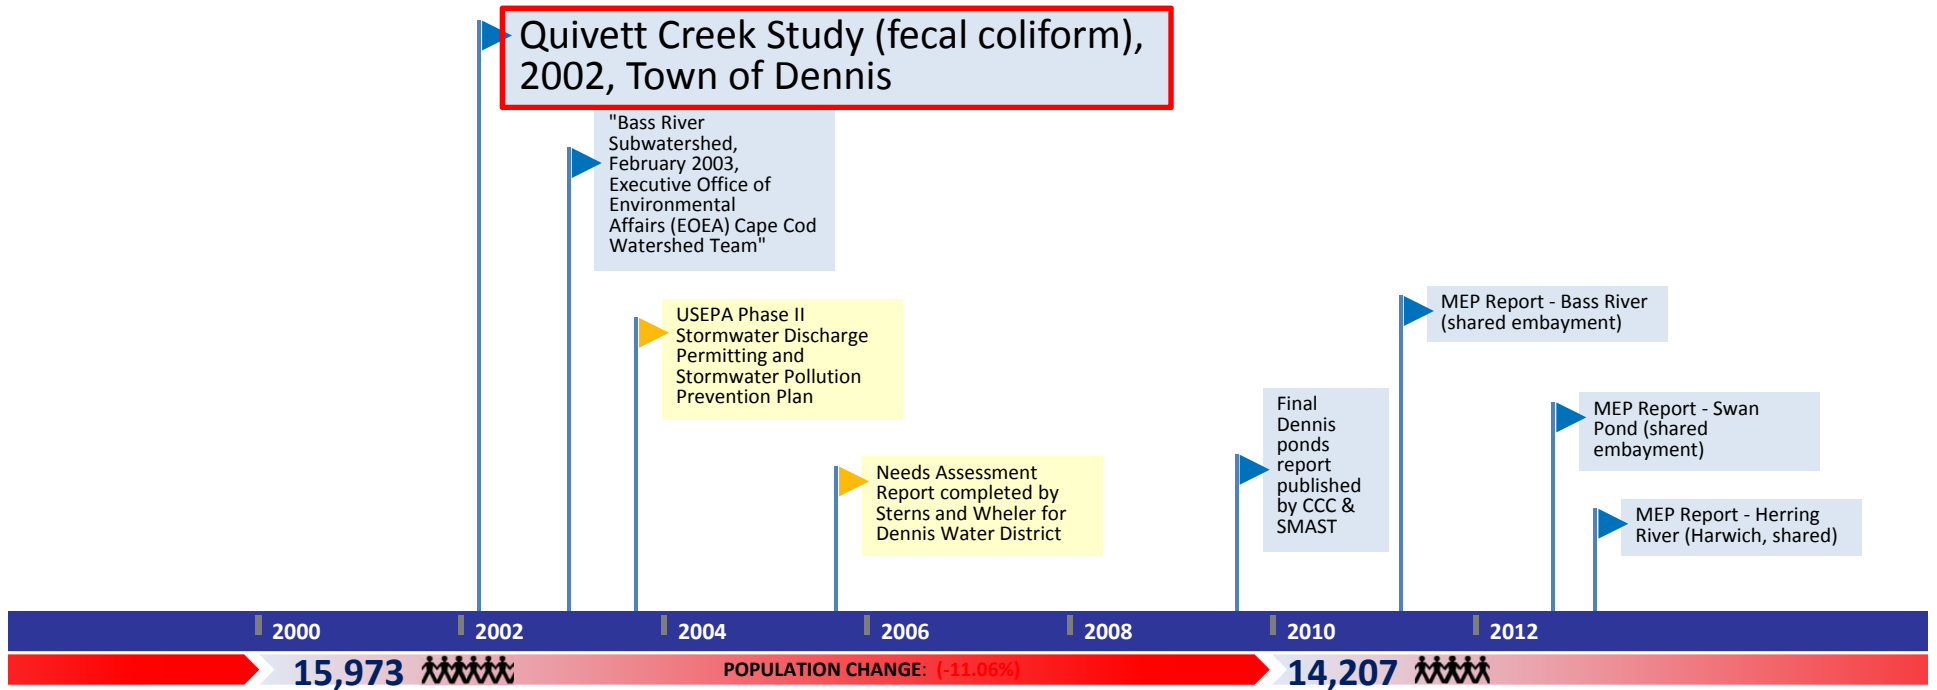 Quivett Creek Study (fecal coliform),
2002, Town of Dennis
"Bass River
Subwatershed,
February 2003,
Executive Office of
Environmental
Affairs (EOEA) Cape Cod
Watershed Team"
USEPA Phase II
Stormwater Discharge
Permitting and
Stormwater Pollution
Prevention Plan
Needs Assessment
Report completed by
Sterns and Wheler for
Dennis Water District
Final
Dennis
ponds
report
published
by CCC &
SMAST
MEP Report - Bass River
(shared embayment)
MEP Report - Swan
Pond (shared
embayment)
MEP Report - Herring
River (Harwich, shared)
2000 2002 2004 2006 2008 2010 2012
15,973 POPULATION CHANGE: (-11.06%) 14,207